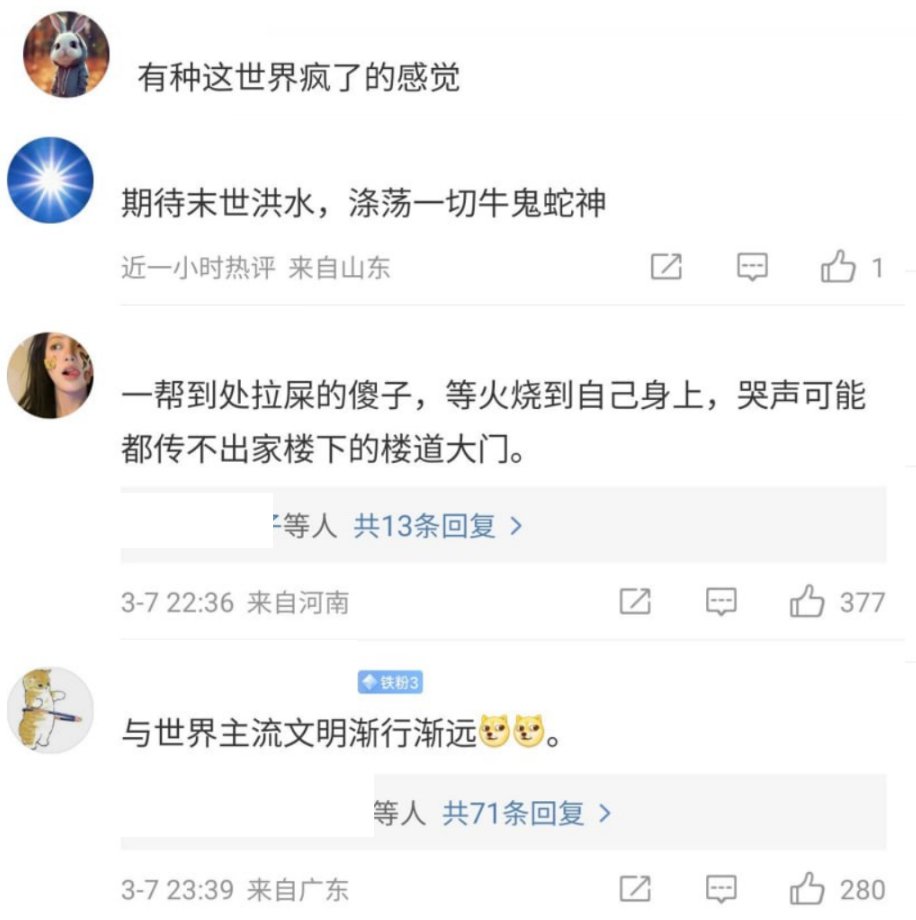 有种这世界疯了的感觉
期待末世洪水，涤荡一切牛鬼蛇神
近一小时热评 来自山东
1
一帮到处拉屎的傻子，等火烧到自己身上，哭声可能
都传不出家楼下的楼道大门。
等人 共13条回复 >
3-7 22:36 来自河南
377
铁粉3
与世界主流文明渐行渐远。
等人 共71条回复 >
3-7 23:39 来自广东
280